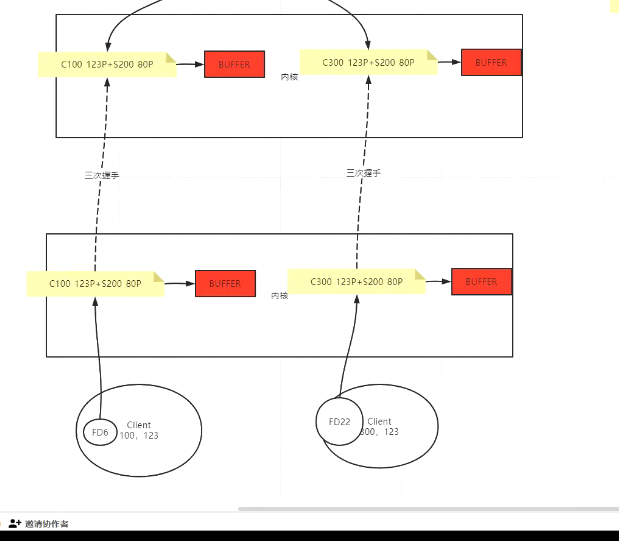 C100 123P+S200 80P
BUFFER
内核
C300 123P+S200 80P
BUFFER
三次握手
三次握手
C100 123P+S200 80P
BUFFER
内核
C300 123P+S200 80P
BUFFER
FD6
Client
100, 123
FD22
Client
300, 123
邀请协作者